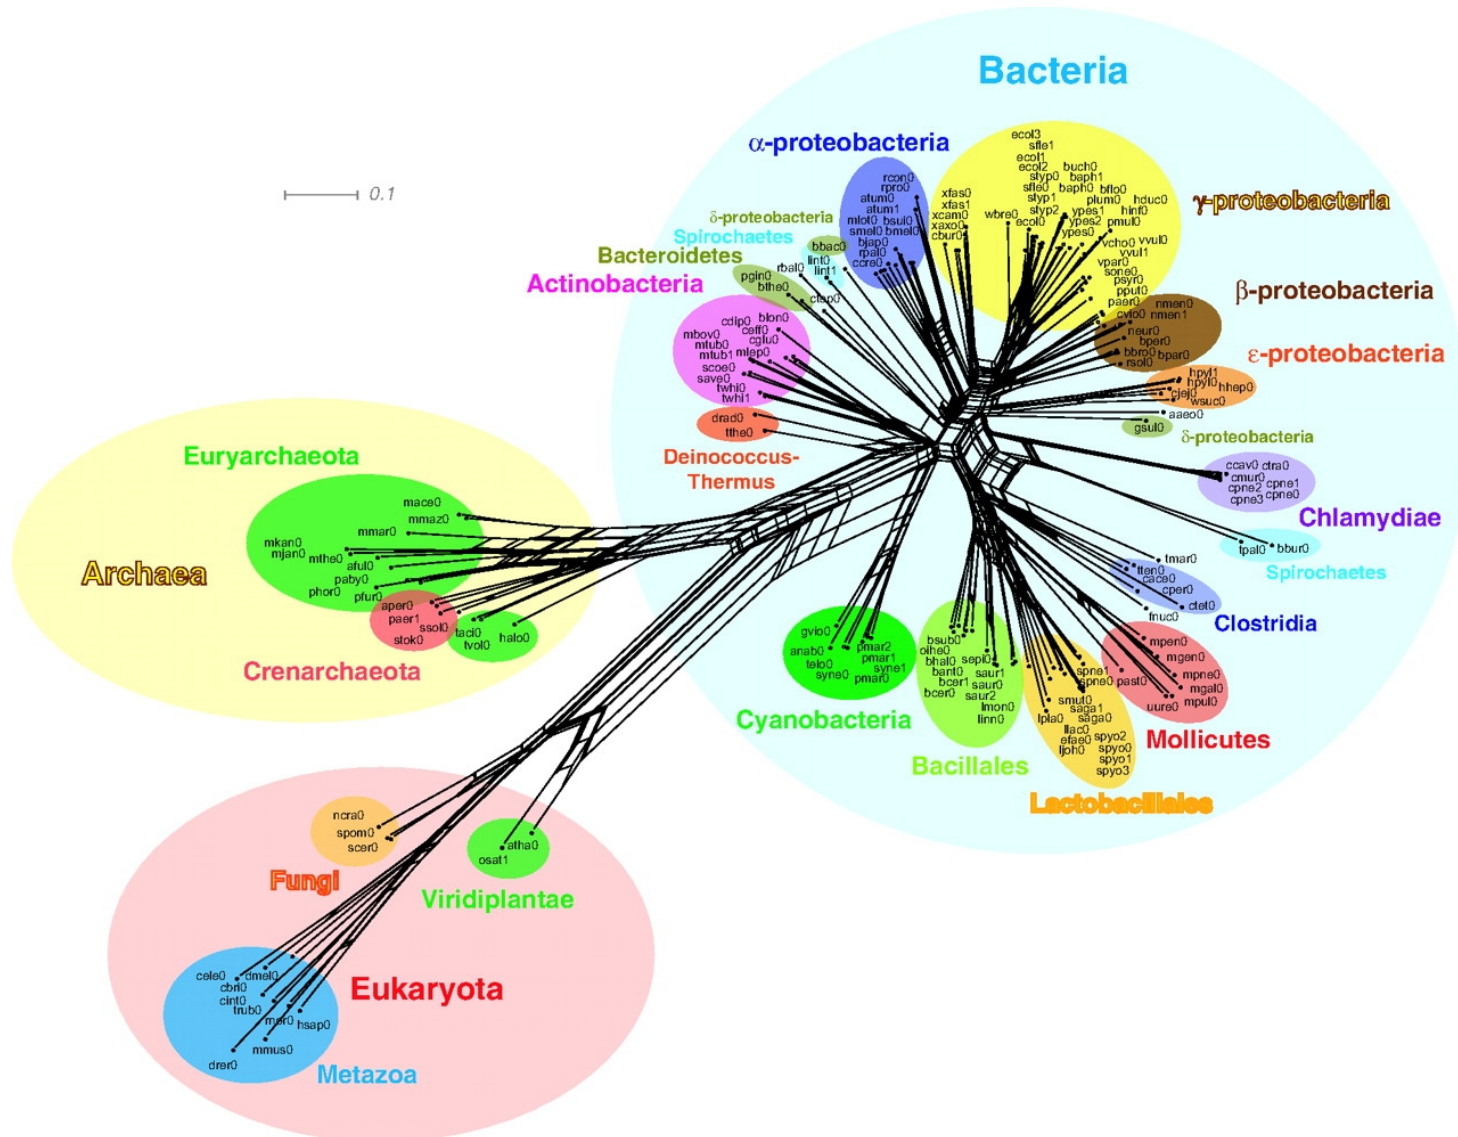 Bacteria
0.1
α-proteobacteria
rcon0
rpro0
atum0
atum1
mlot0 bsul0
smel0 bmel0
bjap0
rpal0
ccre0
ecol3
sfle1
ecol1
ecol2 buch0
styp0 baph1
sfle0 baph0 bflo0
styp1 plum0 hduc0
styp2 ypes1 hinf0
ecol0 ypes2 pmul0
ypes0
vcho0 vvul0
vvul1
vpar0
sone0
psyr0
pput0
paer0
xfas0
xfas1
xcam0
xaxo0
cbur0
wbre0
γ-proteobacteria
δ-proteobacteria
bbac0
Spirochaetes
lint0
lint1
Bacteroidetes
pgin0
bthe0
rbal0
ctep0
Actinobacteria
cdip0 blon0
mbov0 ceff0
mtub0 cglu0
mtub1 mlep0
scoe0
save0
twhi0
twhi1
β-proteobacteria
nmen0
cvio0 nmen1
neur0
bper0
bbro0 bpar0
rsol0
ε-proteobacteria
hpyl1
hpyl0 hhep0
cjej0
wsuc0
aaeo0
gsul0
δ-proteobacteria
drad0
tthe0
Deinococcus-
Thermus
ccav0 ctra0
cmur0
cpne2 cpne1
cpne3 cpne0
Chlamydiae
tpal0 bbur0
Spirochaetes
tmar0
tten0
cace0
cper0
ctet0
fnuc0
Clostridia
Euryarchaeota
mace0
mmaz0
mmar0
mkan0
mjan0 mthe0
aful0
paby0
phor0 pfur0
Archaea
aper0
paer1
ssol0
stok0
taci0
tvol0
halo0
Crenarchaeota
gvio0
anab0 pmar2
telo0 pmar1
syne0 syne1
pmar0
Cyanobacteria
bsub0
oihe0
bhal0 sepi0
bant0 saur1
bcer1 saur0
bcer0 saur2
lmon0
linn0
Bacillales
spne1
spne0
smut0
saga1
lpla0 saga0
llac0
efae0 spyo2
ljoh0 spyo0
spyo1
spyo3
Lactobacillales
mpen0
mgen0
past0 mpne0
mgal0
uure0 mpul0
Mollicutes
ncra0
spom0
scer0
Fungi
atha0
osat1
Viridiplantae
cele0 dmel0
cbri0
cint0
trub0
rnor0 hsap0
mmus0
drer0
Eukaryota
Metazoa